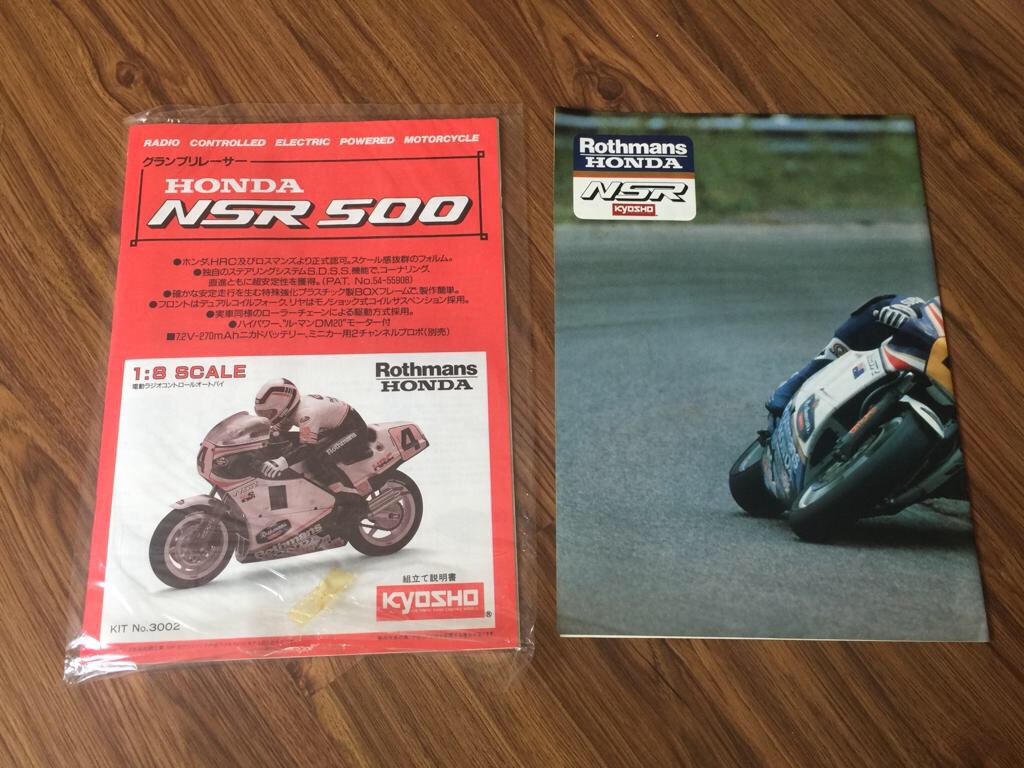 RADIO CONTROLLED ELECTRIC POWERED MOTORCYCLE
グランプリレーサー
HONDA
NSR 500
●ホンダ、HRC及びロスマンズより正式認可。スケール感抜群のフォルム。
●独自のステアリングシステムS.D.S.S.機能で、コーナリング、
直進ともに超安定性を獲得。(PAT. No.54-55908)
●確かな安定走行を生む特殊強化プラスチック製BOXフレームで、製作簡単。
●フロントはデュアルコイルフォーク、リヤはモノショック式コイルサスペンション採用。
●実車同様のローラーチェーンによる駆動方式採用。
●ハイパワー、“ル・マンDM20”モーター付
■7.2V-270mAhニカドバッテリー、ミニカー用2チャンネルプロポ(別売)
1:8 SCALE
電動ラジオコントロールオートバイ
Rothmans
HONDA
4
Rothmans
HRC
Rothmans
組立て説明書
KYOSHO
®
KIT No.3002
Rothmans
HONDA
NSR
KYOSHO